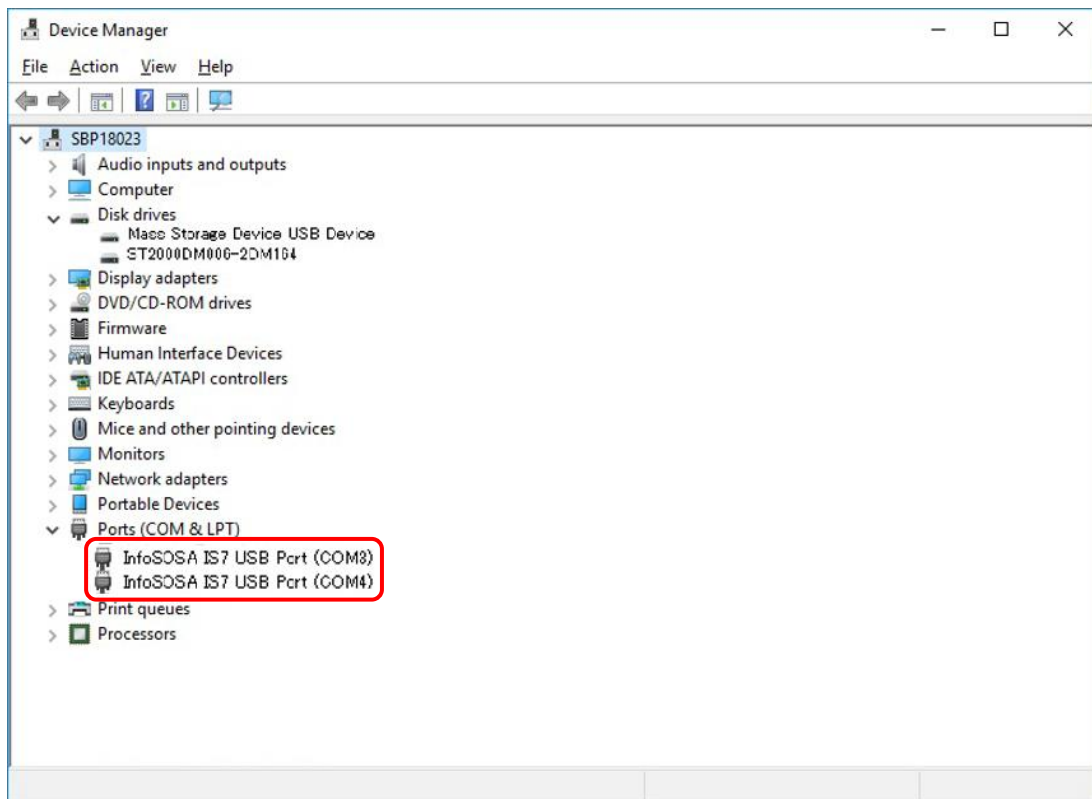 Device Manager
File Action View Help
SBP18023
Audio inputs and outputs
Computer
Disk drives
Mass Storage Device USB Device
ST2000DM006-2DM164
Display adapters
DVD/CD-ROM drives
Firmware
Human Interface Devices
IDE ATA/ATAPI controllers
Keyboards
Mice and other pointing devices
Monitors
Network adapters
Portable Devices
Ports (COM & LPT)
InfoSOSA IS7 USB Port (COM3)
InfoSOSA IS7 USB Port (COM4)
Print queues
Processors